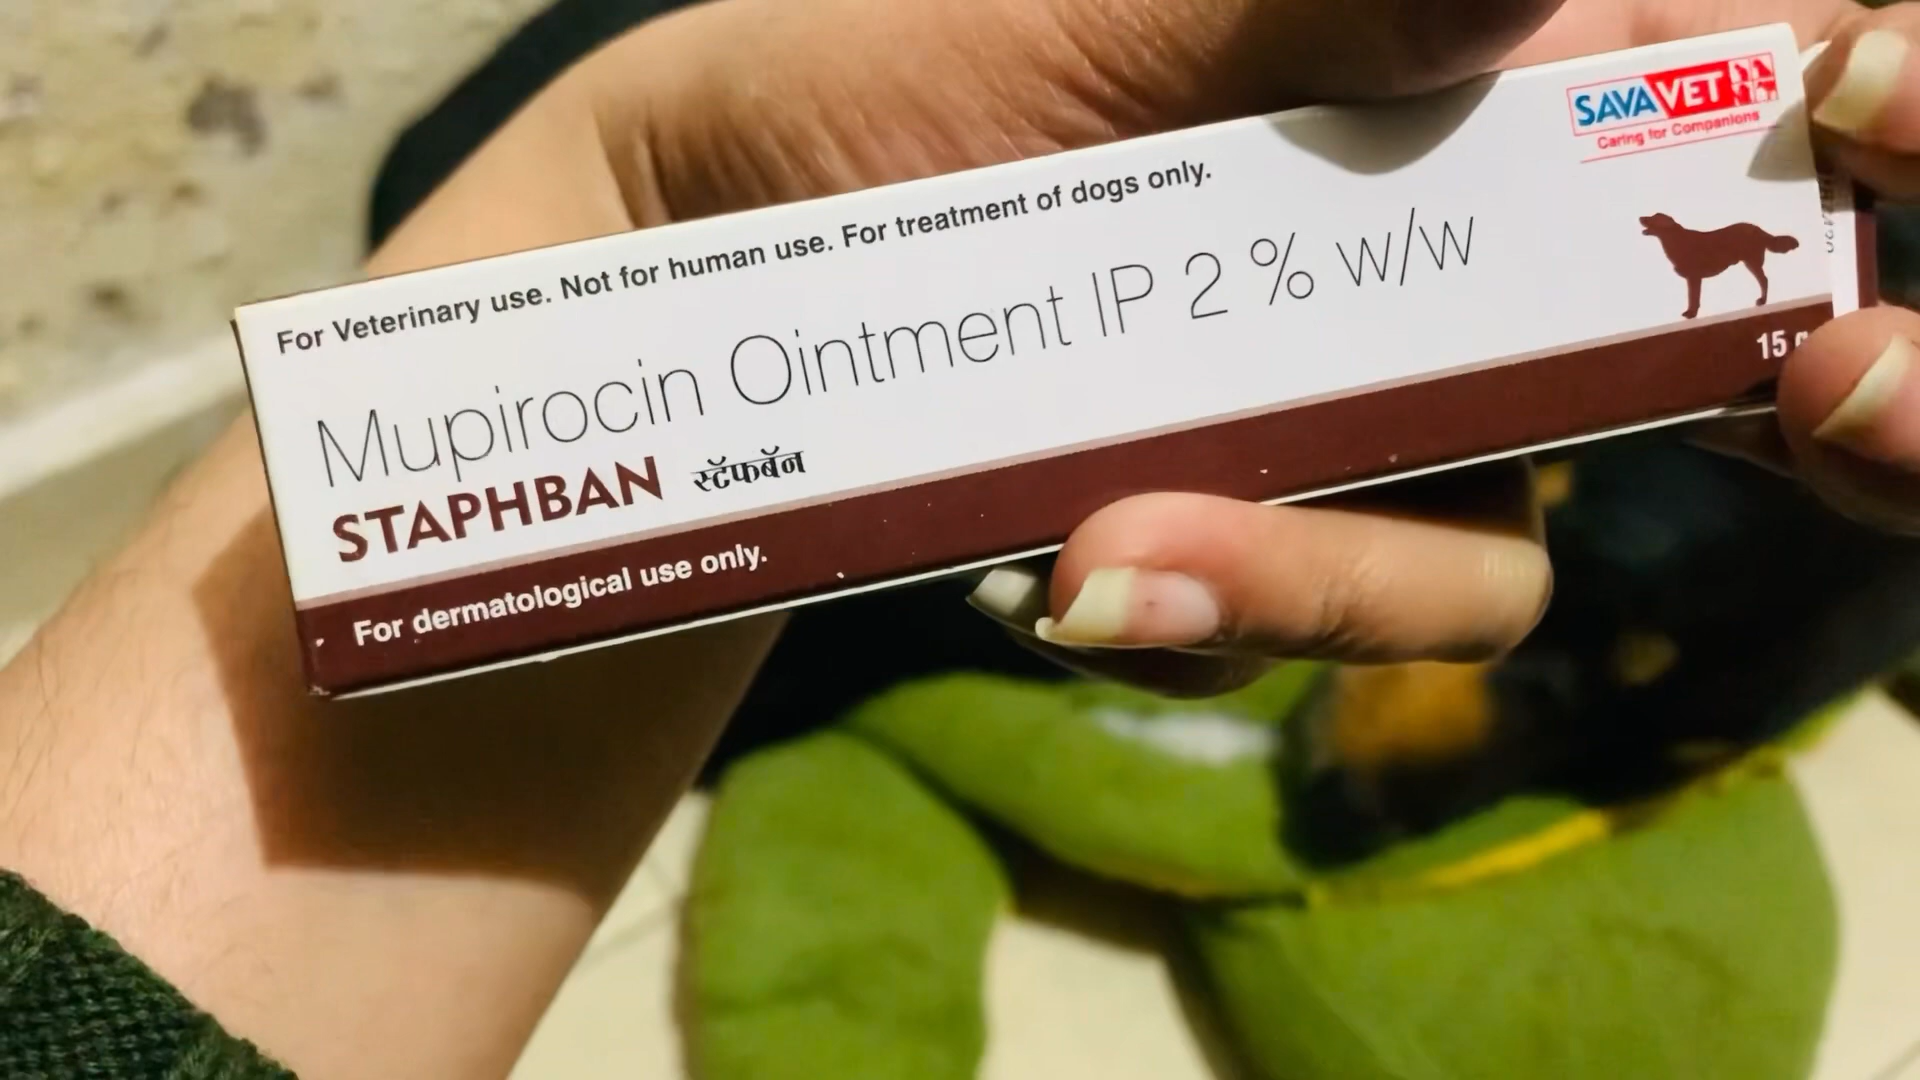 SAVAVET
Caring for Companions
For Veterinary use. Not for human use. For treatment of dogs only.
Mupirocin Ointment IP 2 % w/w
STAPHBAN स्टॅफबॅन
15
For dermatological use only.